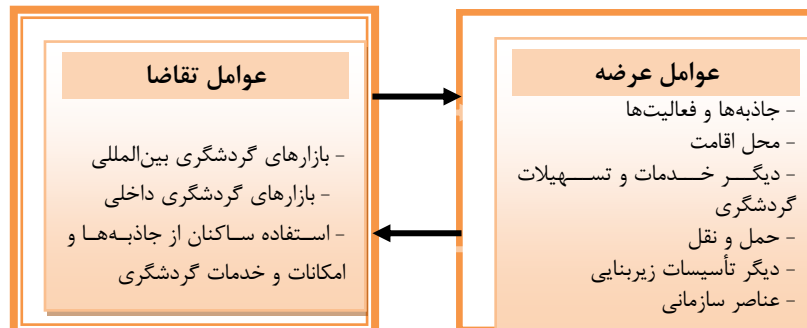 عوامل عرضه
- جاذبه‌ها و فعالیت‌ها
- محل اقامت
- دیگر خدمات و تسهیلات
گردشگری
- حمل و نقل
- دیگر تأسیسات زیربنایی
- عناصر سازمانی
عوامل تقاضا
- بازارهای گردشگری بین‌المللی
- بازارهای گردشگری داخلی
- استفاده ساکنان از جاذبه‌ها و
امکانات و خدمات گردشگری